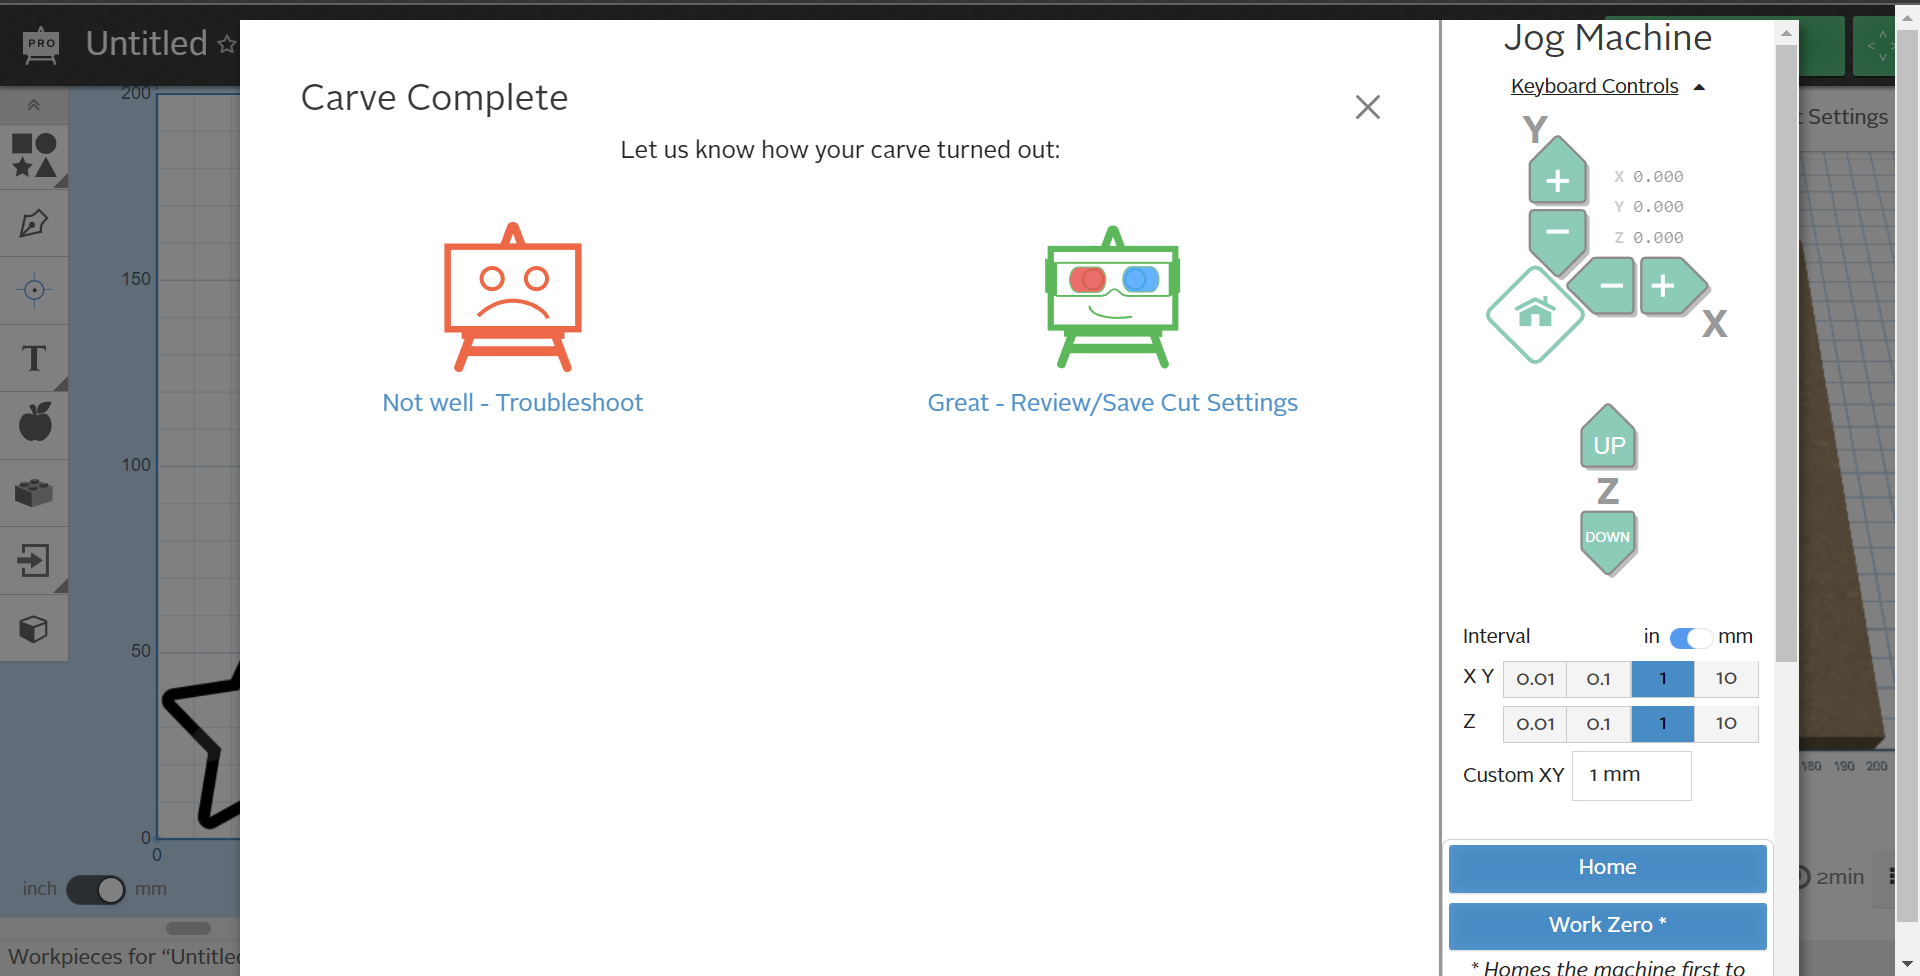 PRO
Untitled
200
150
100
50
0
0
inch mm
Workpieces for “Untitle
Carve Complete
Let us know how your carve turned out:
Not well - Troubleshoot
Great - Review/Save Cut Settings
Jog Machine
Keyboard Controls
Y
X 0.000
Y 0.000
Z 0.000
X
UP
Z
DOWN
Interval in mm
X Y 0.01 0.1 1 10
Z 0.01 0.1 1 10
Custom XY 1 mm
Home
Work Zero *
* Homes the machine first to
t Settings
180 190 200
2min